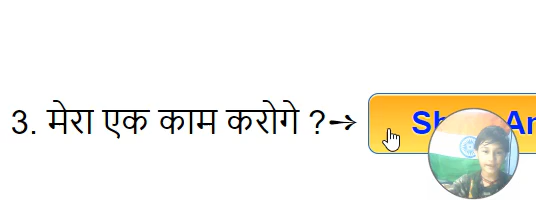 3. मेरा एक काम करोगे ?➙